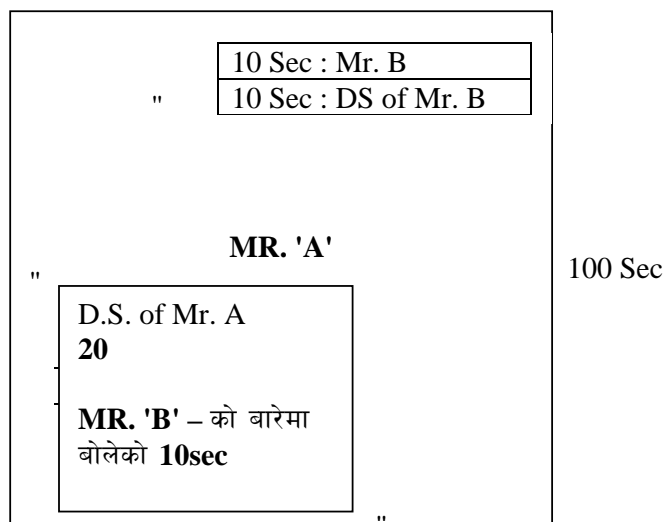 10 Sec : Mr. B
" 10 Sec : DS of Mr. B
MR. 'A'
"
100 Sec
D.S. of Mr. A
20
MR. 'B' – को बारेमा
बोलेको 10sec
"